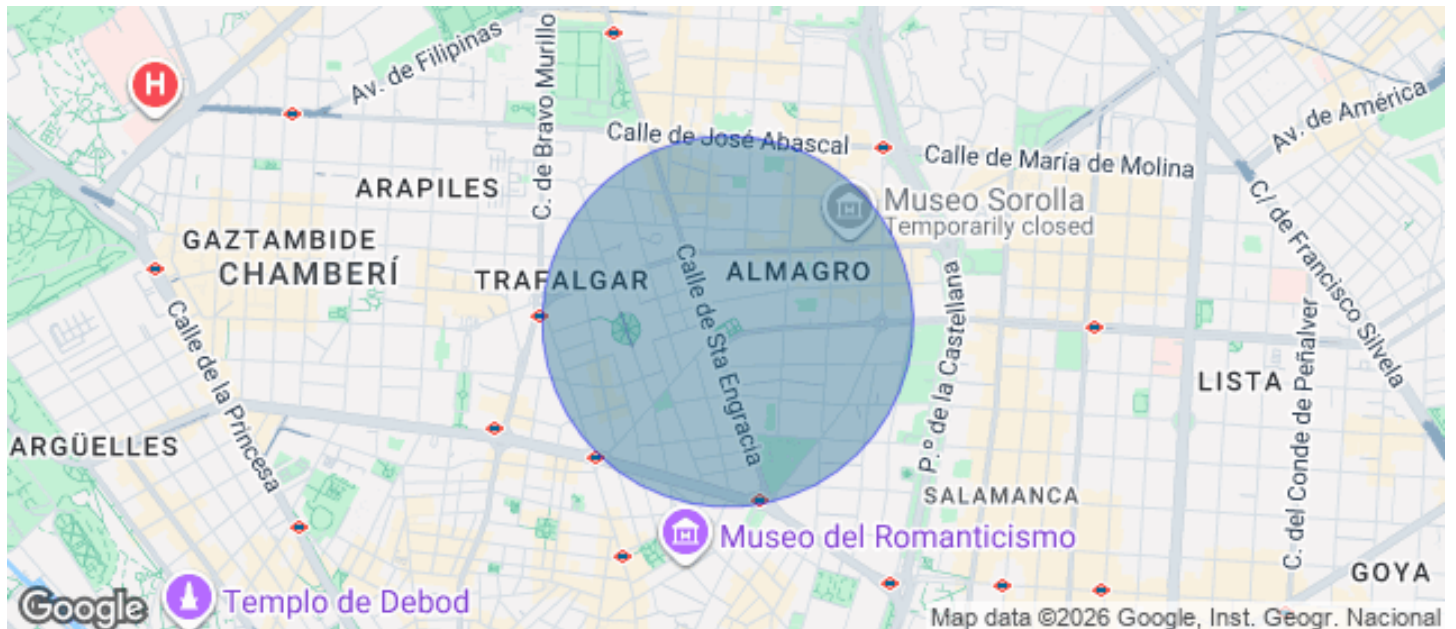 Av. de Filipinas
C. de Bravo Murillo
H
Calle de José Abascal
Av. de América
Calle de María de Molina
ARAPILES
Museo Sorolla
Temporarily closed
C/ de Francisco Silvela
GAZTAMBIDE
CHAMBERÍ
TRAFALGAR
ALMAGRO
Calle de Sta Engracia
P.º de la Castellana
Calle de la Princesa
C. del Conde de Peñalver
LISTA
ARGÜELLES
SALAMANCA
Museo del Romanticismo
GOYA
Templo de Debod
Google
Map data ©2026 Google, Inst. Geogr. Nacional